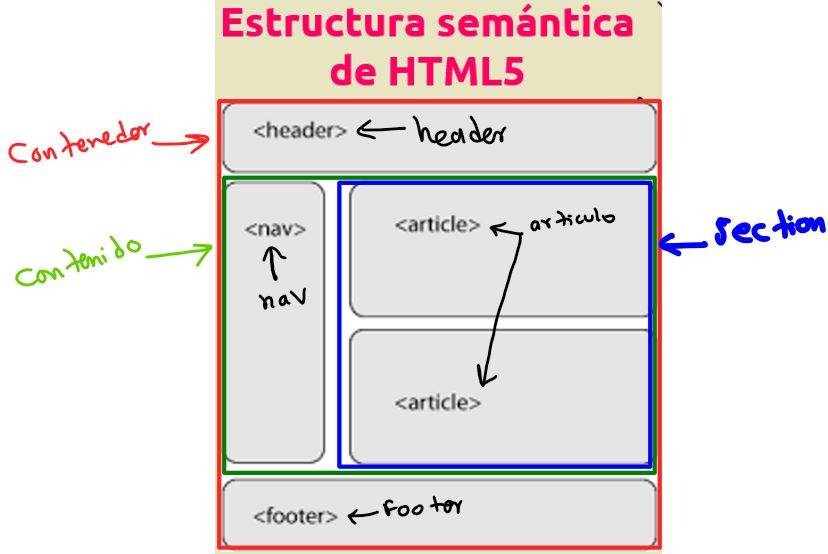 Estructura semántica
de HTML5
<header> header
Contenedor
<nav>
nav
<article> articulo
section
Contenido
<article>
<footer> Footer